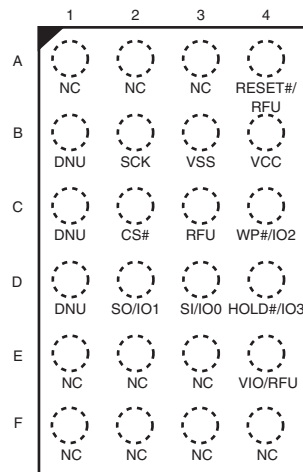 1 2 3 4
A
NC NC NC RESET#/
RFU
B
DNU SCK VSS VCC
C
DNU CS# RFU WP#/IO2
D
DNU SO/IO1 SI/IO0 HOLD#/IO3
E
NC NC NC VIO/RFU
F
NC NC NC NC